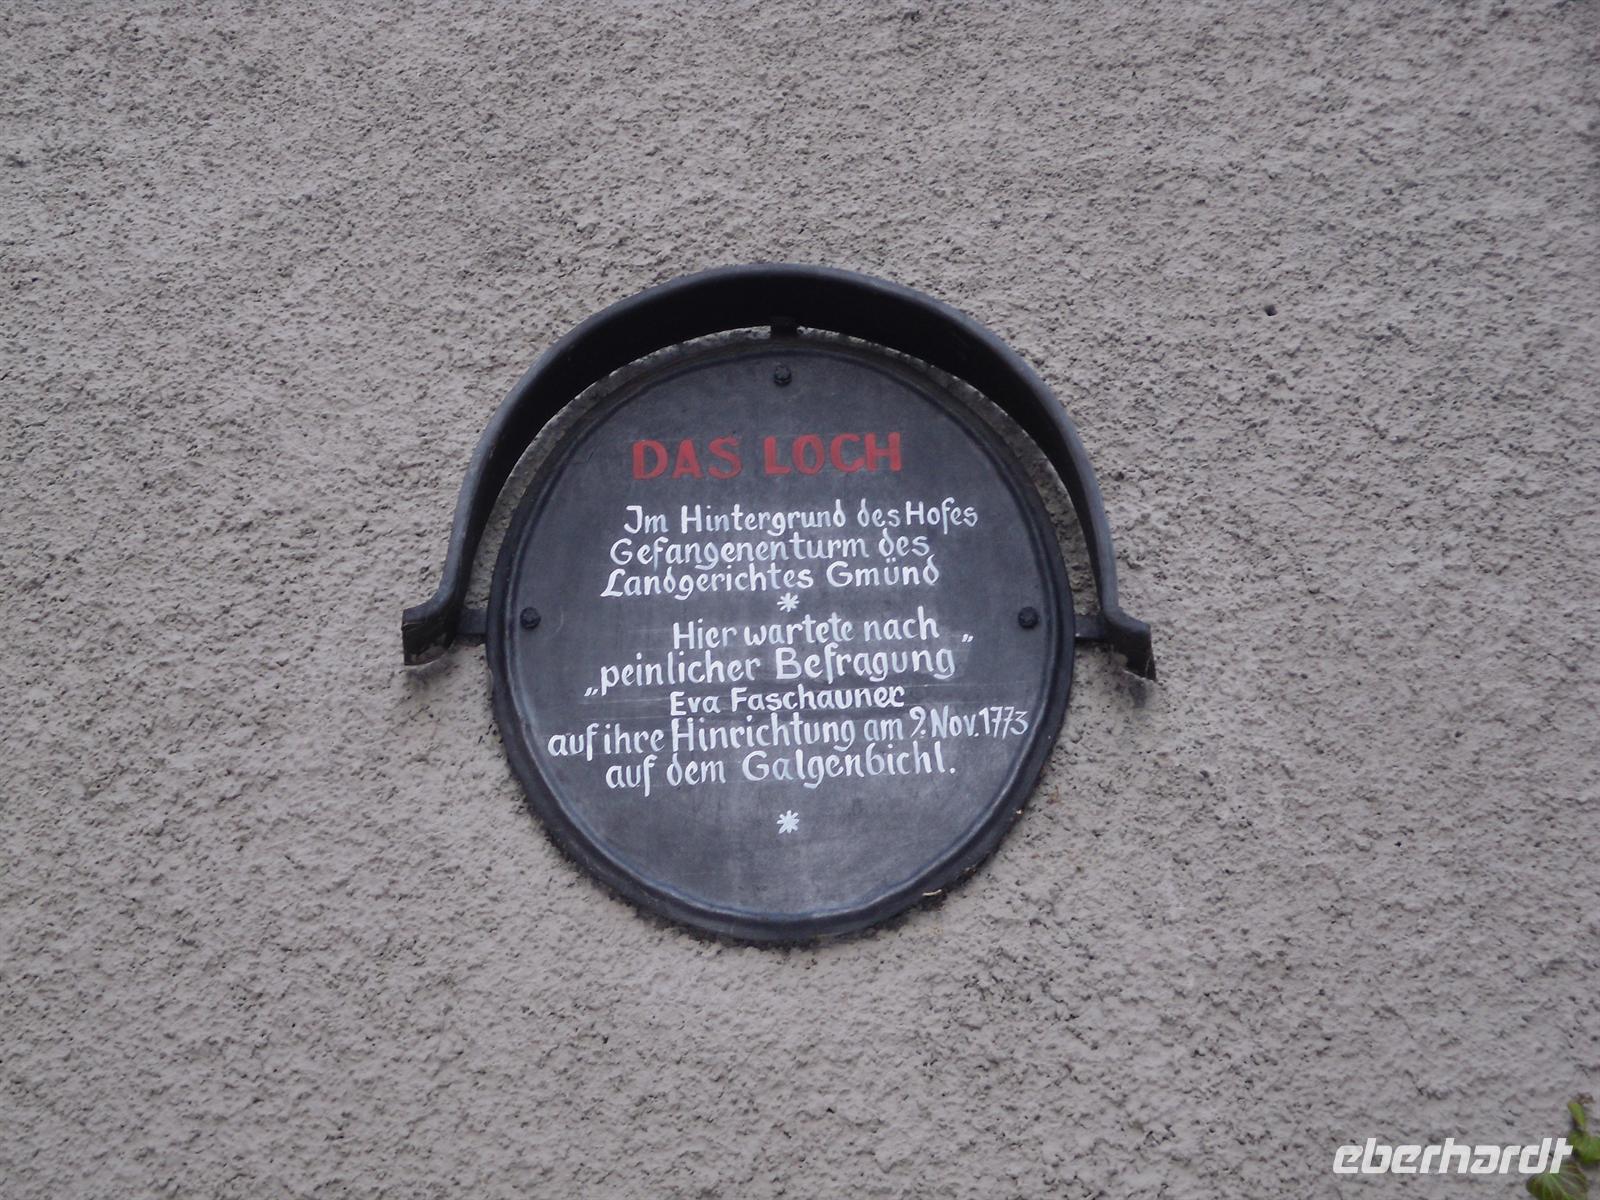 DAS LOCH
Im Hintergrund des Hofes
Gefangenenturm des
Landgerichtes Gmünd
*
Hier wartete nach
„peinlicher Befragung”
Eva Faschauner
auf ihre Hinrichtung am 9. Nov. 1773
auf dem Galgenbichl.
*
eberhardt